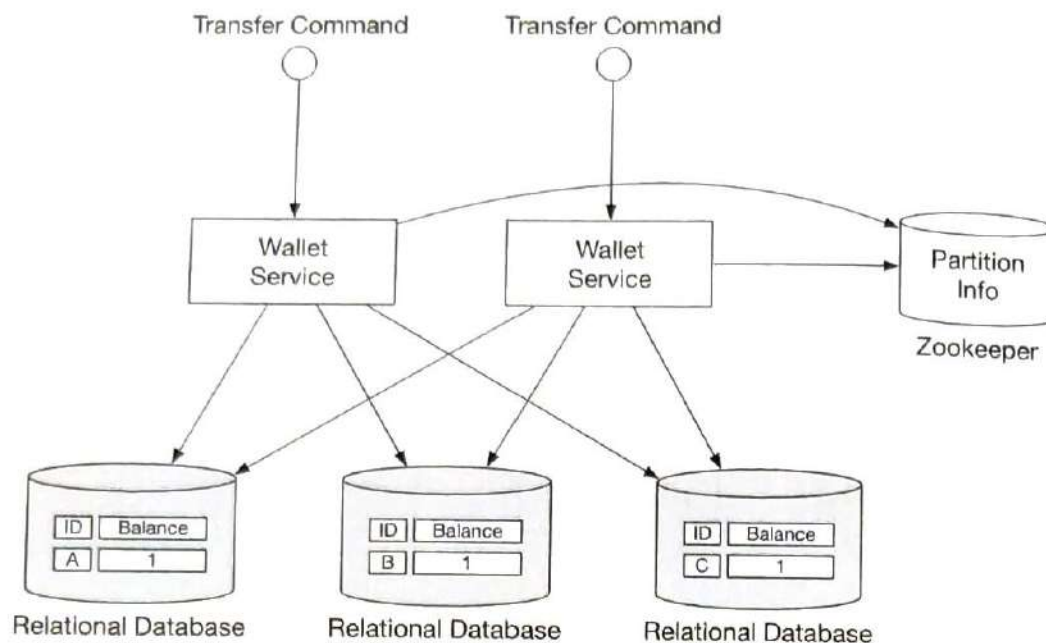 Transfer Command
Transfer Command
Wallet
Service
Wallet
Service
Partition
Info
Zookeeper
ID Balance
A 1
ID Balance
B 1
ID Balance
C 1
Relational Database
Relational Database
Relational Database